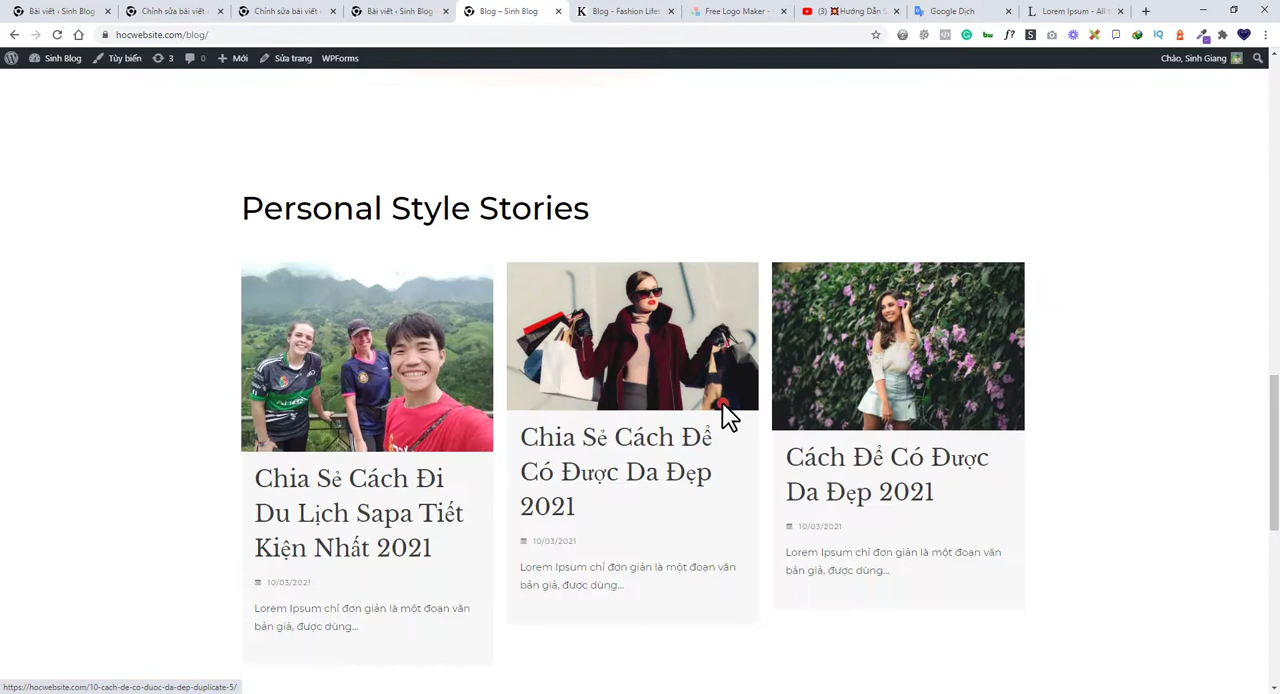 Bài viết ‹ Sinh Blog
Chỉnh sửa bài viết ‹
Chỉnh sửa bài viết ‹
Bài viết ‹ Sinh Blog
Blog – Sinh Blog
Blog - Fashion Lifes
Free Logo Maker -
(3) 💥Hướng Dẫn S
Google Dịch
Lorem Ipsum - All t
hocwebsite.com/blog/
Sinh Blog
Tùy biến
3
0
Mới
Sửa trang
WPForms
Chào, Sinh Giang
Personal Style Stories
Chia Sẻ Cách Đi
Du Lịch Sapa Tiết
Kiện Nhất 2021
10/03/2021
Lorem Ipsum chỉ đơn giản là một đoạn văn
bản giả, được dùng...
Chia Sẻ Cách Để
Có Được Da Đẹp
2021
10/03/2021
Lorem Ipsum chỉ đơn giản là một đoạn văn
bản giả, được dùng...
Cách Để Có Được
Da Đẹp 2021
10/03/2021
Lorem Ipsum chỉ đơn giản là một đoạn văn
bản giả, được dùng...
https://hocwebsite.com/10-cach-de-co-duoc-da-dep-duplicate-5/